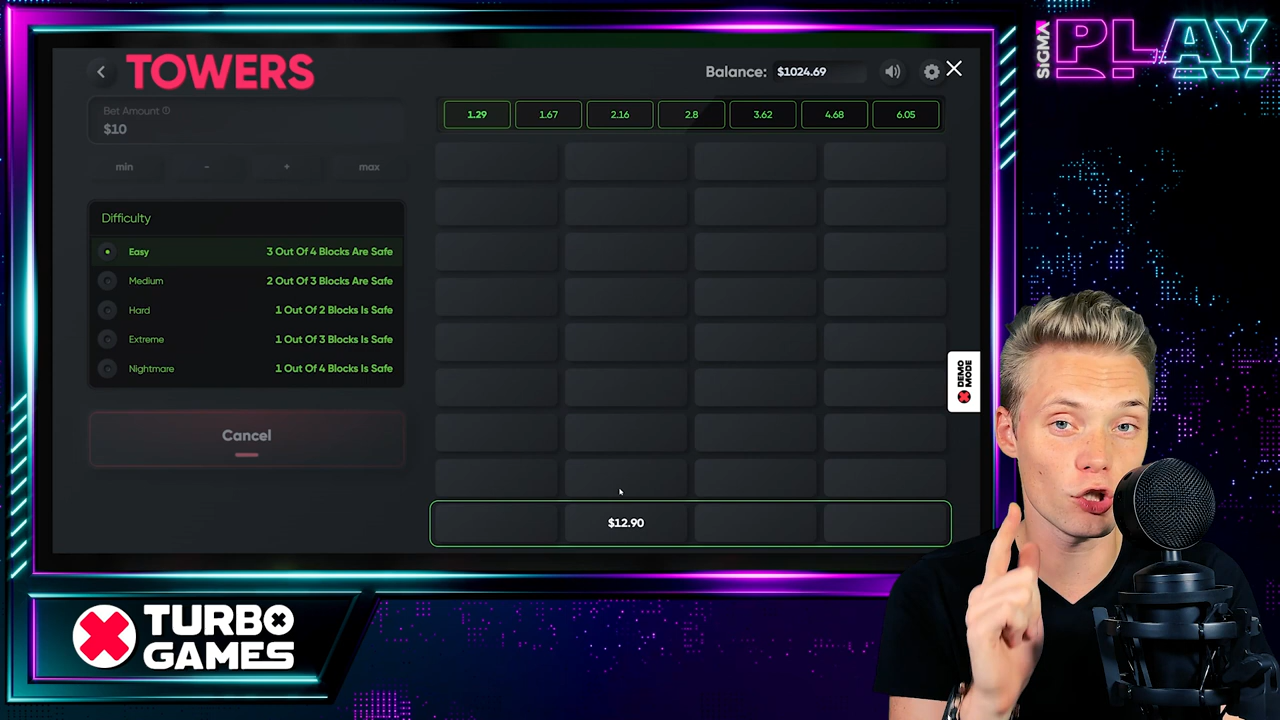 SiGMA PLAY
TOWERS
Balance: $1024.69
Bet Amount
$10
min - + max
1.29 1.67 2.16 2.8 3.62 4.68 6.05
Difficulty
Easy 3 Out Of 4 Blocks Are Safe
Medium 2 Out Of 3 Blocks Are Safe
Hard 1 Out Of 2 Blocks Is Safe
Extreme 1 Out Of 3 Blocks Is Safe
Nightmare 1 Out Of 4 Blocks Is Safe
Cancel
$12.90
DEMO
MODE
TURBO
GAMES